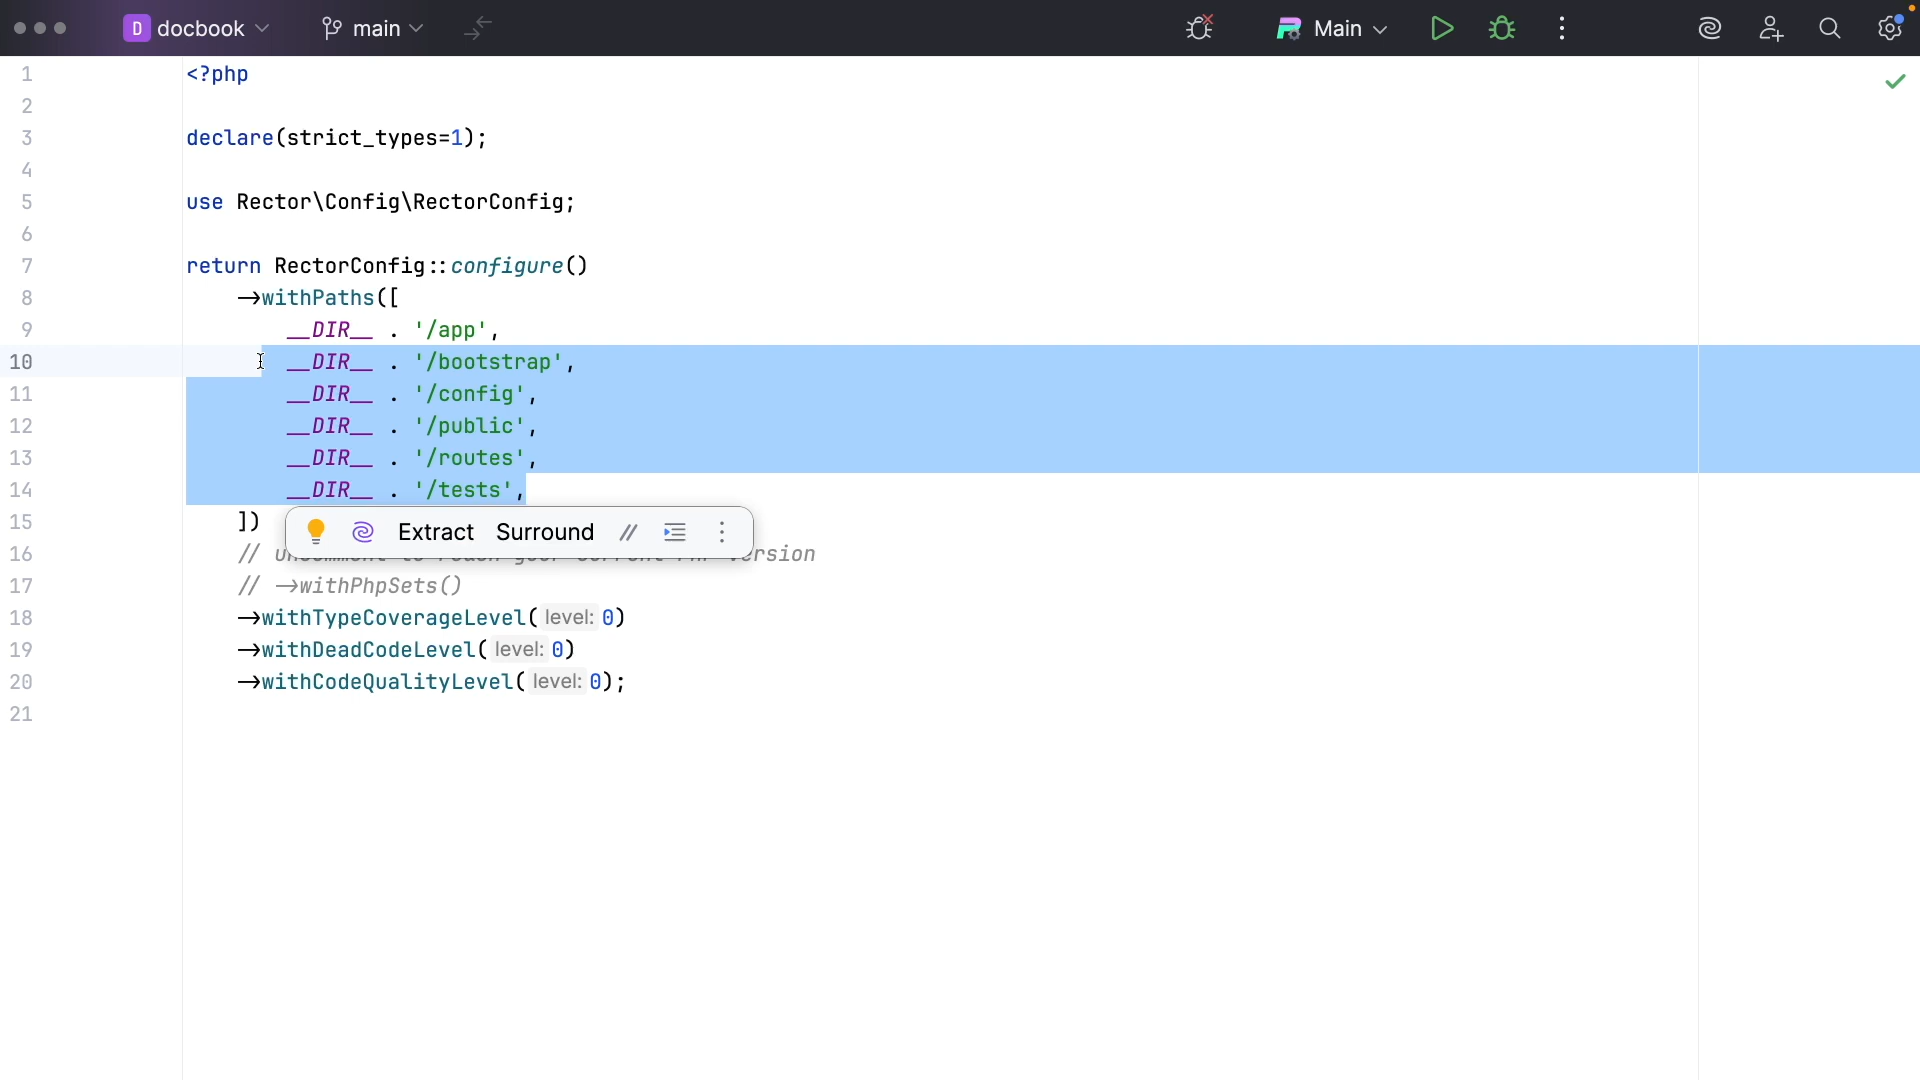 D docbook main Main
1 <?php
2
3 declare(strict_types=1);
4
5 use Rector\Config\RectorConfig;
6
7 return RectorConfig::configure()
8 ->withPaths([
9 __DIR__ . '/app',
10 __DIR__ . '/bootstrap',
11 __DIR__ . '/config',
12 __DIR__ . '/public',
13 __DIR__ . '/routes',
14 __DIR__ . '/tests',
15 ])
Extract Surround //
16 //
17 // ->withPhpSets()
18 ->withTypeCoverageLevel( level: 0)
19 ->withDeadCodeLevel( level: 0)
20 ->withCodeQualityLevel( level: 0);
21